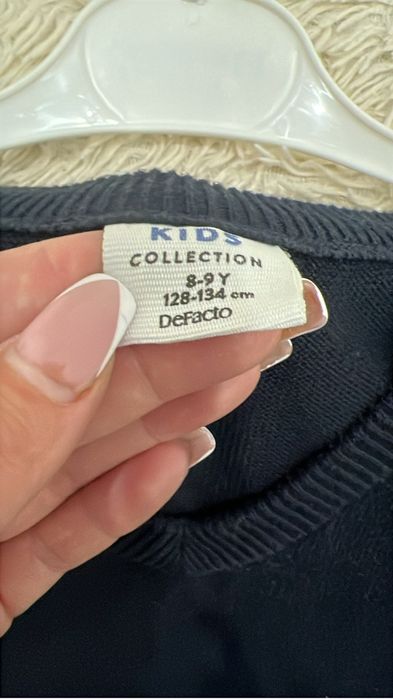 KIDS
COLLECTION
8-9 Y
128-134 cm
DeFacto